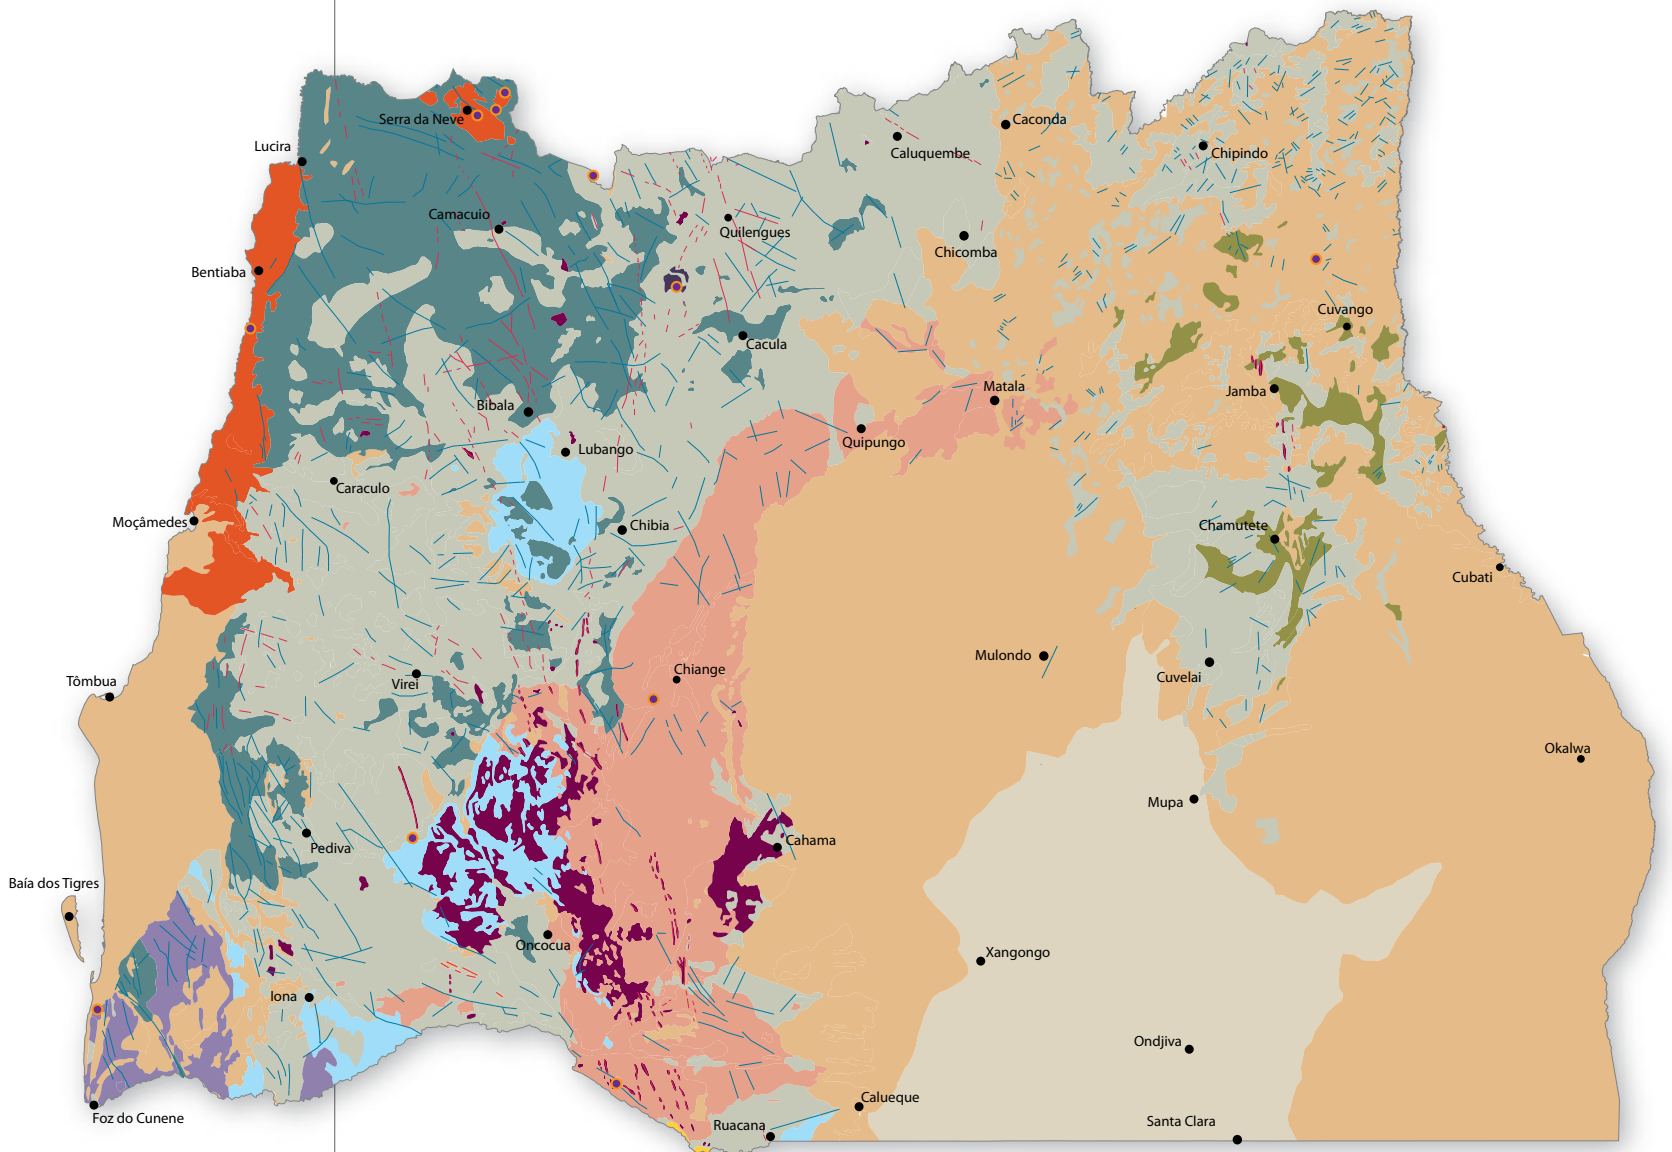 Serra da Neve
Caconda
Lucira
Caluquembe
Chipindo
Camacuio
Quilengues
Chicomba
Bentiaba
Cuvango
Cacula
Matala
Jamba
Bibala
Quipungo
Lubango
Caraculo
Moçâmedes
Chibia
Chamutete
Cubati
Mulondo
Chiange
Tômbua
Virei
Cuvelai
Okalwa
Mupa
Cahama
Pediva
Baía dos Tigres
Oncocua
Xangongo
Iona
Ondjiva
Calueque
Foz do Cunene
Ruacana
Santa Clara